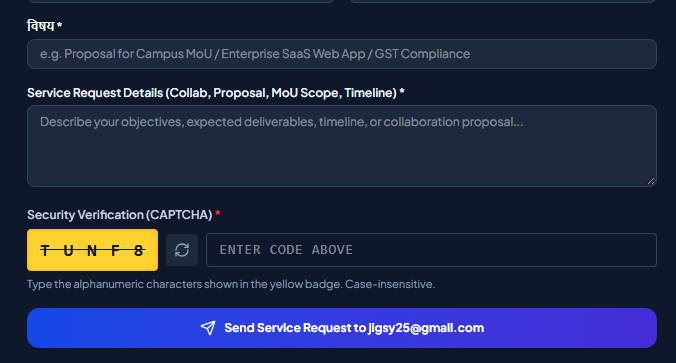 विषय *
e.g. Proposal for Campus MoU / Enterprise SaaS Web App / GST Compliance
Service Request Details (Collab, Proposal, MoU Scope, Timeline) *
Describe your objectives, expected deliverables, timeline, or collaboration proposal...
Security Verification (CAPTCHA) *
T U N F 8
ENTER CODE ABOVE
Type the alphanumeric characters shown in the yellow badge. Case-insensitive.
Send Service Request to jigsy25@gmail.com